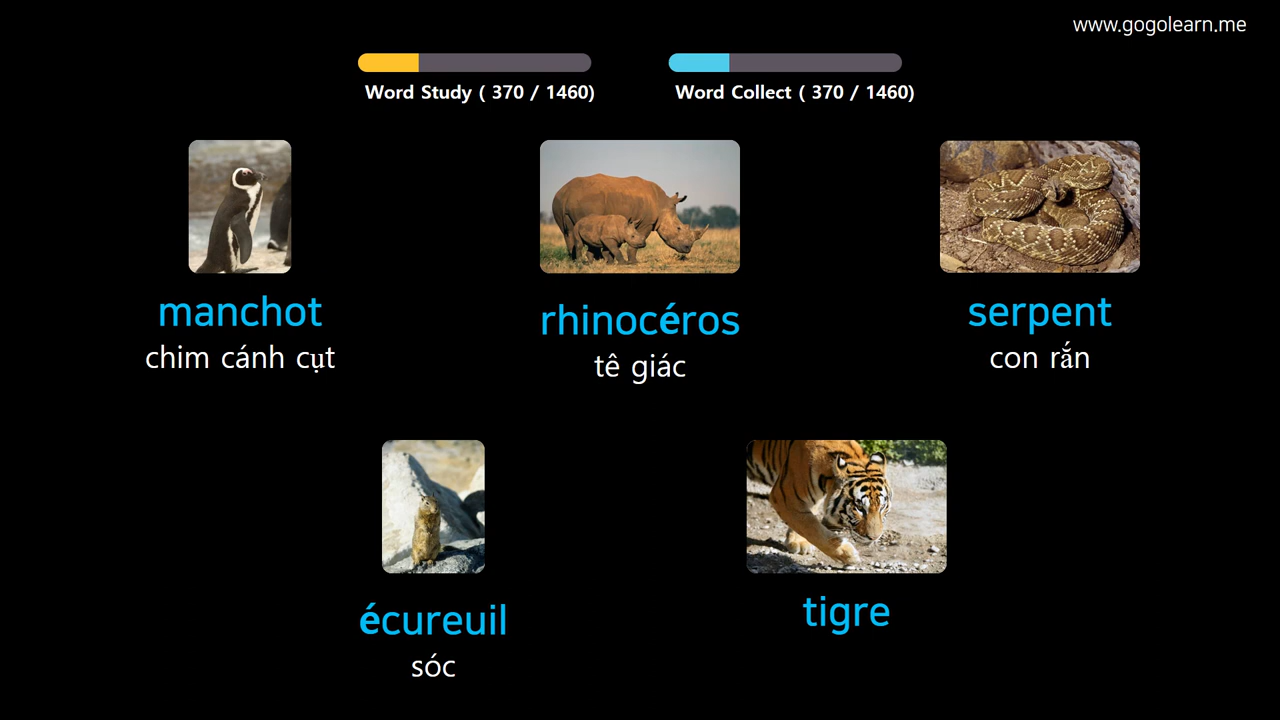 www.gogolearn.me
Word Study ( 370 / 1460)
Word Collect ( 370 / 1460)
manchot
chim cánh cụt
rhinocéros
tê giác
serpent
con rắn
écureuil
sóc
tigre